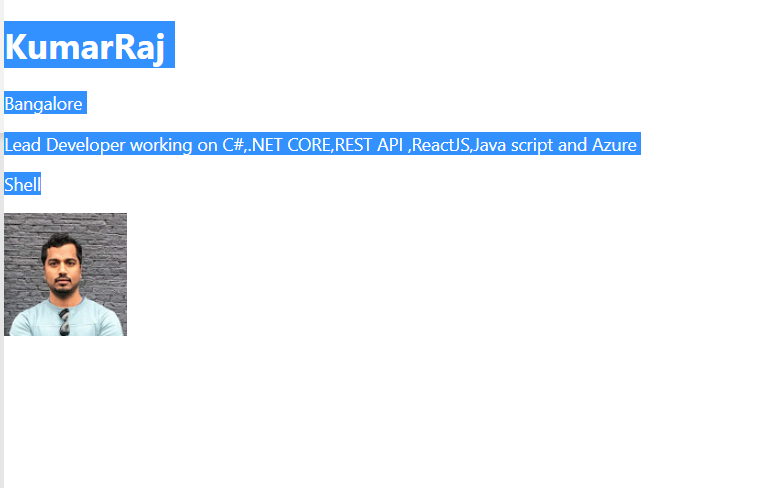 KumarRaj
Bangalore
Lead Developer working on C#,.NET CORE,REST API ,ReactJS,Java script and Azure
Shell